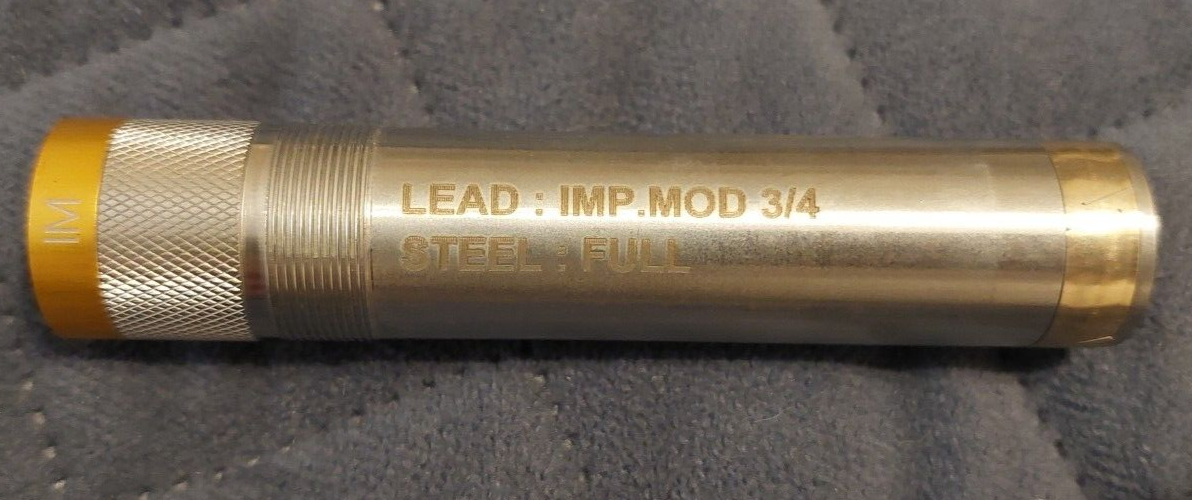 IM
LEAD : IMP.MOD 3/4
STEEL : FULL